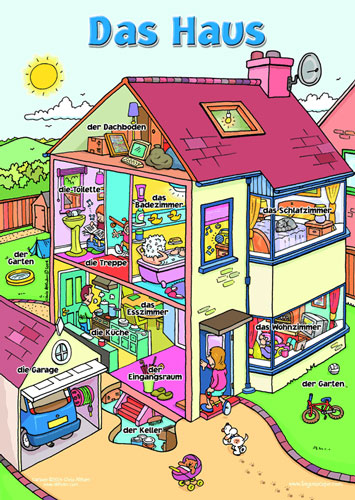 Das Haus
der Dachboden
die Toilette
das
Badezimmer
das Schlafzimmer
der
Garten
die Treppe
das
Esszimmer
die Küche
das Wohnzimmer
die Garage
der
Eingangsraum
der Garten
der Keller